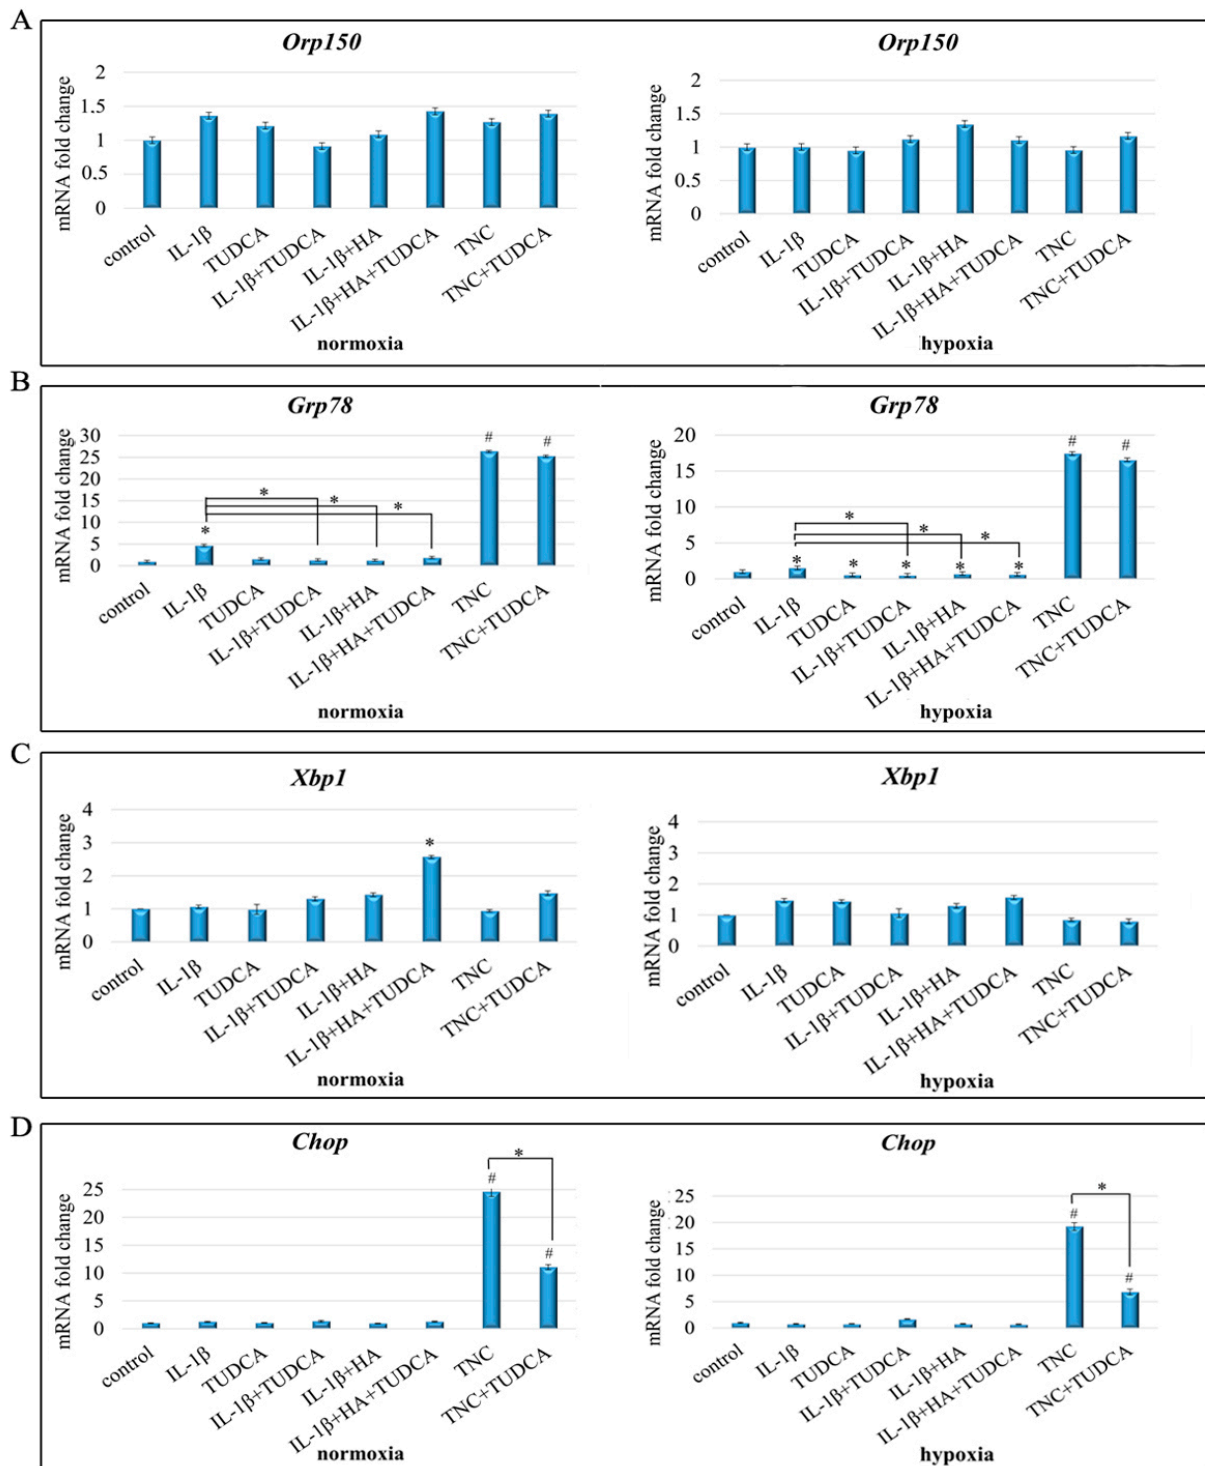 A
Orp150
Orp150
mRNA fold change
2
1.5
1
0.5
0
control
IL-1β
TUDCA
IL-1β+TUDCA
IL-1β+HA
IL-1β+HA+TUDCA
TNC
TNC+TUDCA
normoxia
mRNA fold change
2
1.5
1
0.5
0
control
IL-1β
TUDCA
IL-1β+TUDCA
IL-1β+HA
IL-1β+HA+TUDCA
TNC
TNC+TUDCA
hypoxia
B
Grp78
Grp78
mRNA fold change
30
25
20
15
10
5
0
*
*
*
*
#
#
control
IL-1β
TUDCA
IL-1β+TUDCA
IL-1β+HA
IL-1β+HA+TUDCA
TNC
TNC+TUDCA
normoxia
mRNA fold change
20
15
10
5
0
*
*
*
*
*
*
*
*
#
#
control
IL-1β
TUDCA
IL-1β+TUDCA
IL-1β+HA
IL-1β+HA+TUDCA
TNC
TNC+TUDCA
hypoxia
C
Xbp1
Xbp1
mRNA fold change
4
3
2
1
0
*
control
IL-1β
TUDCA
IL-1β+TUDCA
IL-1β+HA
IL-1β+HA+TUDCA
TNC
TNC+TUDCA
normoxia
mRNA fold change
4
3
2
1
0
control
IL-1β
TUDCA
IL-1β+TUDCA
IL-1β+HA
IL-1β+HA+TUDCA
TNC
TNC+TUDCA
hypoxia
D
Chop
Chop
mRNA fold change
25
20
15
10
5
0
*
#
#
control
IL-1β
TUDCA
IL-1β+TUDCA
IL-1β+HA
IL-1β+HA+TUDCA
TNC
TNC+TUDCA
normoxia
mRNA fold change
25
20
15
10
5
0
*
#
#
control
IL-1β
TUDCA
IL-1β+TUDCA
IL-1β+HA
IL-1β+HA+TUDCA
TNC
TNC+TUDCA
hypoxia